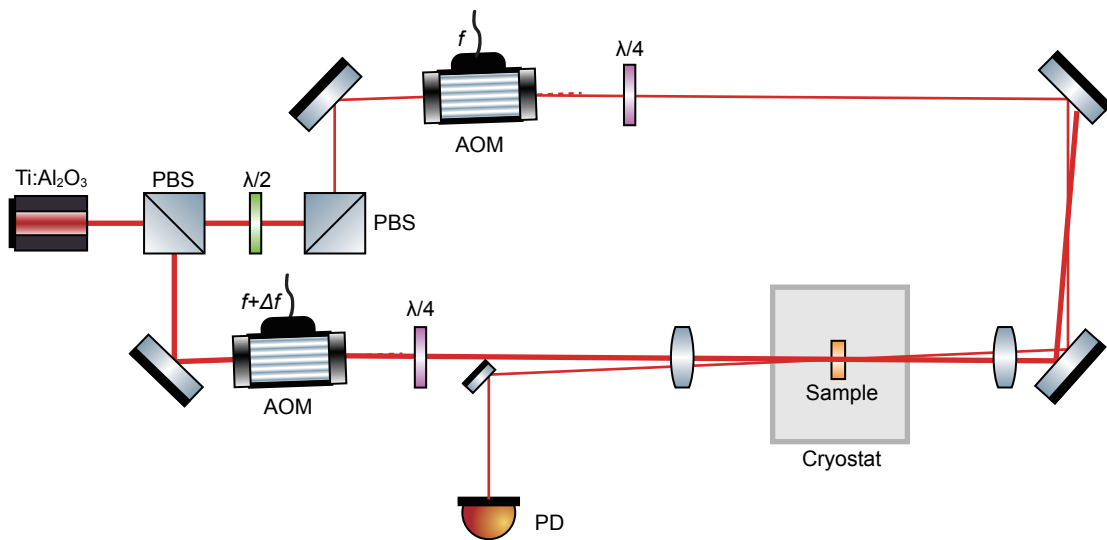 f
λ/4
AOM
Ti:Al₂O₃
PBS
λ/2
PBS
f+Δf
λ/4
AOM
Sample
Cryostat
PD